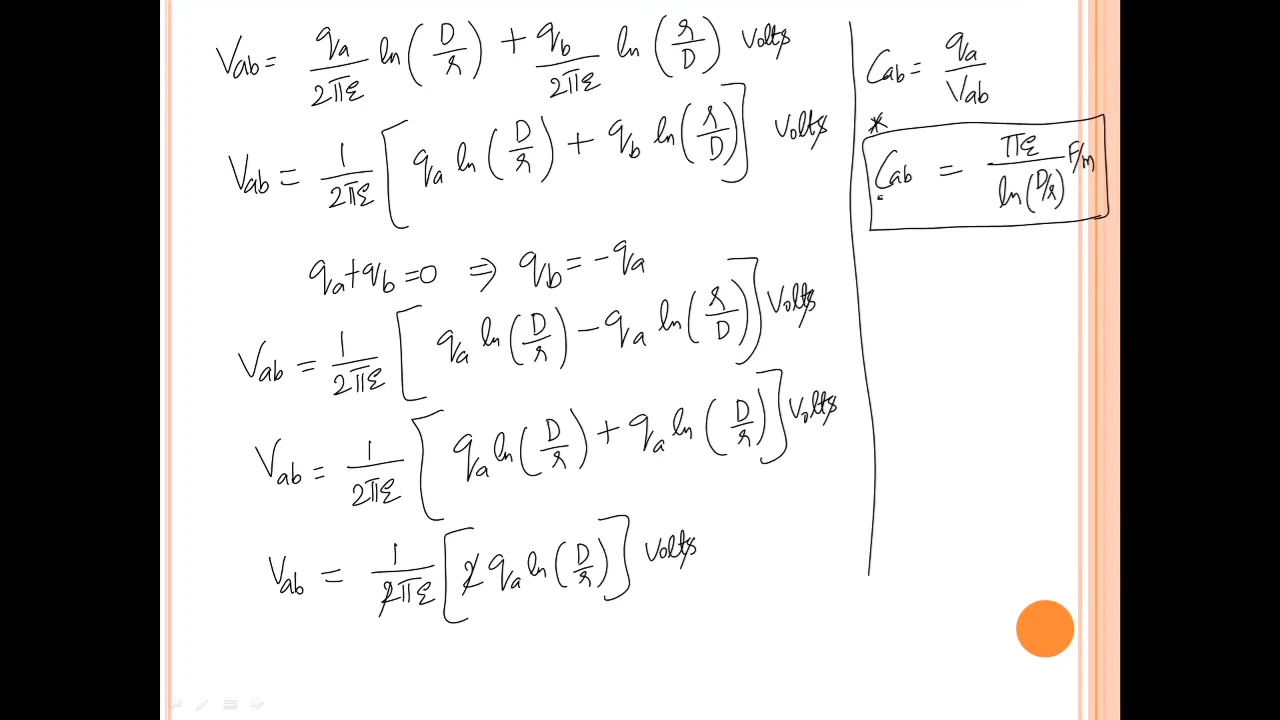 Vab = qa/2πε ln(D/r) + qb/2πε ln(r/D) Volts
Vab = 1/2πε [qa ln(D/r) + qb ln(r/D)] Volts
qa+qb=0 ⇒ qb = -qa
Vab = 1/2πε [qa ln(D/r) - qa ln(r/D)] Volts
Vab = 1/2πε [qa ln(D/r) + qa ln(D/r)] Volts
Vab = 1/2πε [2 qa ln(D/r)] Volts
Cab = qa/Vab
* Cab = πε/ln(D/r) F/m